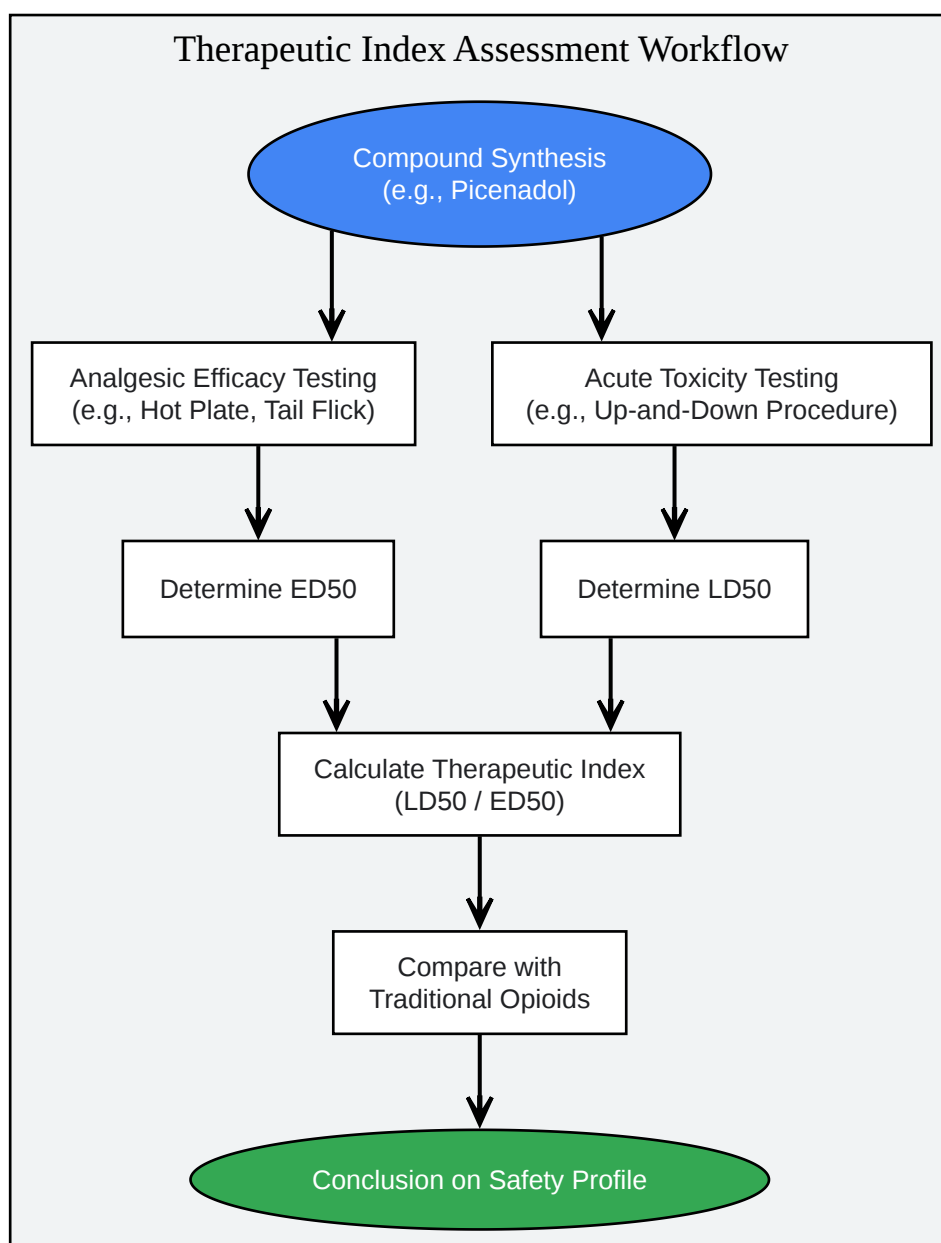 Therapeutic Index Assessment Workflow
Compound Synthesis
(e.g., Picenadol)
Analgesic Efficacy Testing
(e.g., Hot Plate, Tail Flick)
Acute Toxicity Testing
(e.g., Up-and-Down Procedure)
Determine ED50
Determine LD50
Calculate Therapeutic Index
(LD50 / ED50)
Compare with
Traditional Opioids
Conclusion on Safety Profile